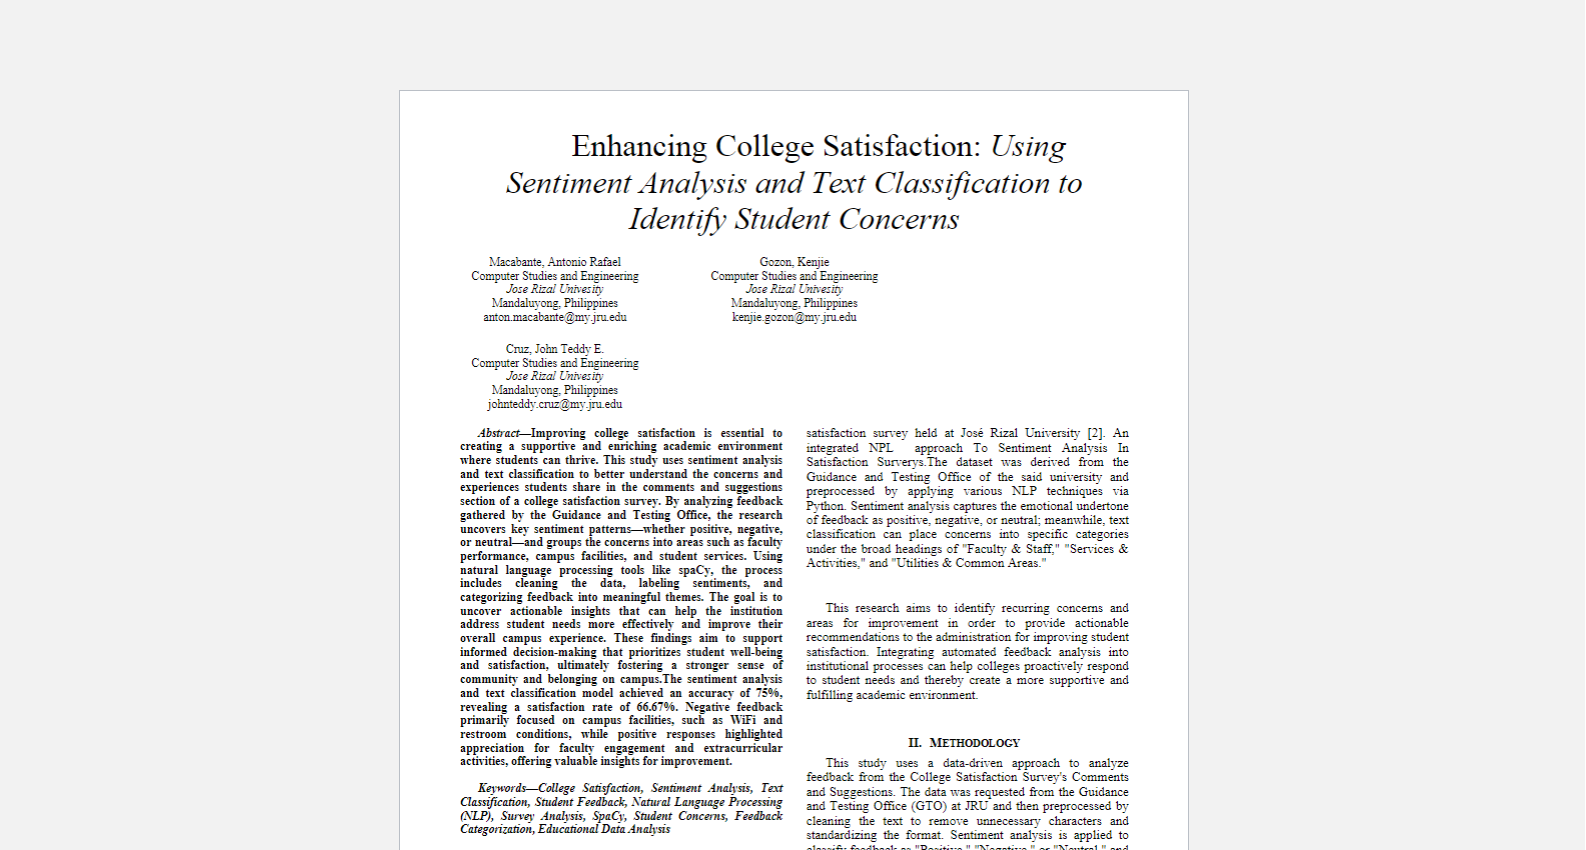 Enhancing College Satisfaction: Using
Sentiment Analysis and Text Classification to
Identify Student Concerns
Macabante, Antonio Rafael
Computer Studies and Engineering
Jose Rizal Univesity
Mandaluyong, Philippines
anton.macabante@my.jru.edu
Gozon, Kenjie
Computer Studies and Engineering
Jose Rizal Univesity
Mandaluyong, Philippines
kenjie.gozon@my.jru.edu
Cruz, John Teddy E.
Computer Studies and Engineering
Jose Rizal Univesity
Mandaluyong, Philippines
johnteddy.cruz@my.jru.edu
Abstract—Improving college satisfaction is essential to
creating a supportive and enriching academic environment
where students can thrive. This study uses sentiment analysis
and text classification to better understand the concerns and
experiences students share in the comments and suggestions
section of a college satisfaction survey. By analyzing feedback
gathered by the Guidance and Testing Office, the research
uncovers key sentiment patterns—whether positive, negative,
or neutral—and groups the concerns into areas such as faculty
performance, campus facilities, and student services. Using
natural language processing tools like spaCy, the process
includes cleaning the data, labeling sentiments, and
categorizing feedback into meaningful themes. The goal is to
uncover actionable insights that can help the institution
address student needs more effectively and improve their
overall campus experience. These findings aim to support
informed decision-making that prioritizes student well-being
and satisfaction, ultimately fostering a stronger sense of
community and belonging on campus.The sentiment analysis
and text classification model achieved an accuracy of 75%,
revealing a satisfaction rate of 66.67%. Negative feedback
primarily focused on campus facilities, such as WiFi and
restroom conditions, while positive responses highlighted
appreciation for faculty engagement and extracurricular
activities, offering valuable insights for improvement.
Keywords—College Satisfaction, Sentiment Analysis, Text
Classification, Student Feedback, Natural Language Processing
(NLP), Survey Analysis, SpaCy, Student Concerns, Feedback
Categorization, Educational Data Analysis
satisfaction survey held at José Rizal University [2]. An
integrated NPL approach To Sentiment Analysis In
Satisfaction Surverys.The dataset was derived from the
Guidance and Testing Office of the said university and
preprocessed by applying various NLP techniques via
Python. Sentiment analysis captures the emotional undertone
of feedback as positive, negative, or neutral; meanwhile, text
classification can place concerns into specific categories
under the broad headings of "Faculty & Staff," "Services &
Activities," and "Utilities & Common Areas."
This research aims to identify recurring concerns and
areas for improvement in order to provide actionable
recommendations to the administration for improving student
satisfaction. Integrating automated feedback analysis into
institutional processes can help colleges proactively respond
to student needs and thereby create a more supportive and
fulfilling academic environment.
II. METHODOLOGY
This study uses a data-driven approach to analyze
feedback from the College Satisfaction Survey's Comments
and Suggestions. The data was requested from the Guidance
and Testing Office (GTO) at JRU and then preprocessed by
cleaning the text to remove unnecessary characters and
standardizing the format. Sentiment analysis is applied to
classify feedback as "Positive," "Negative," or "Neutral," and